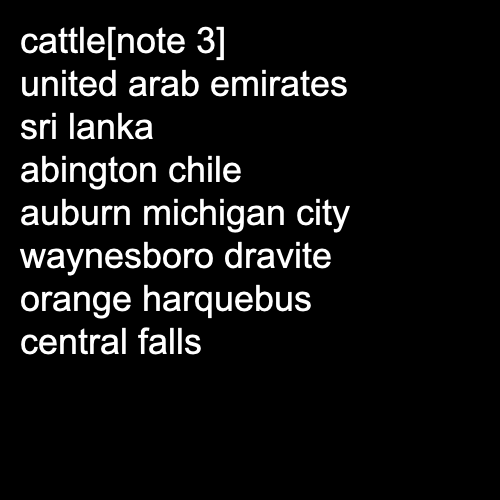 cattle[note 3]
united arab emirates
sri lanka
abington chile
auburn michigan city
waynesboro dravite
orange harquebus
central falls